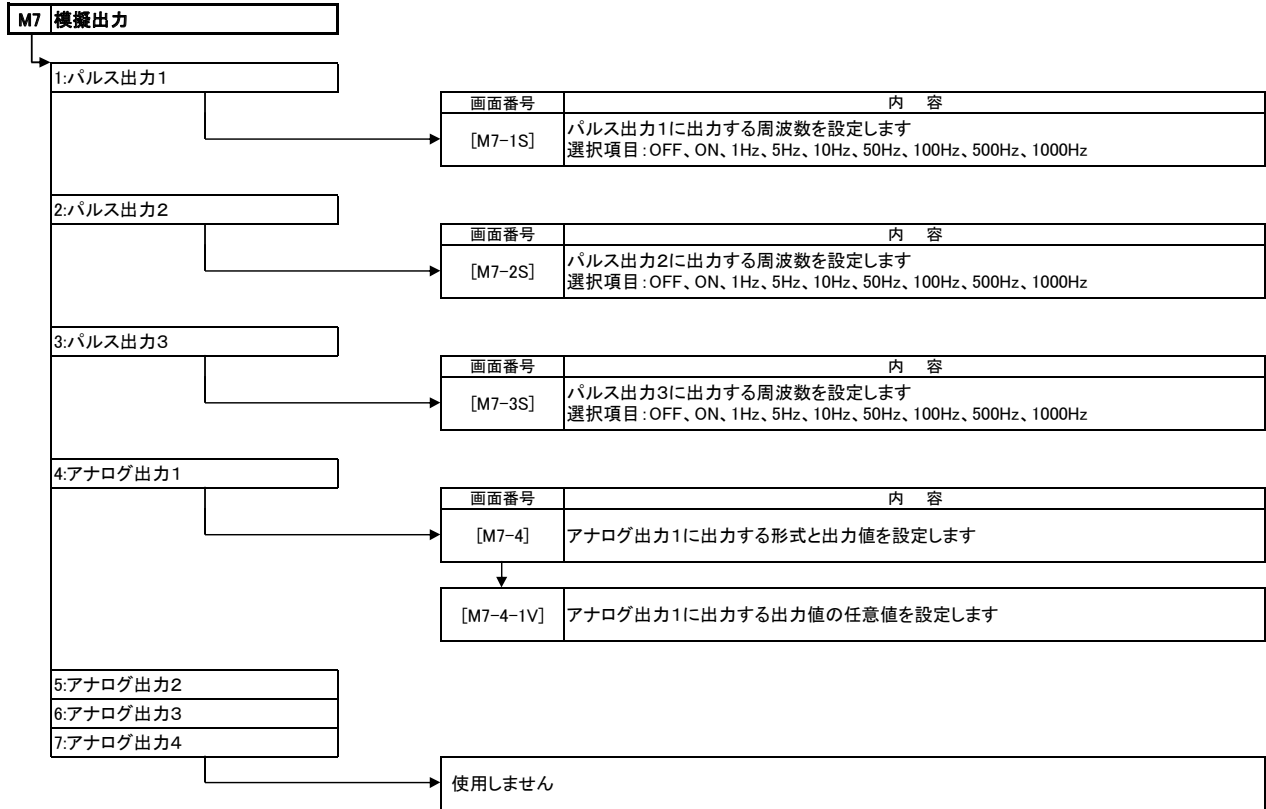 M7 模擬出力
1:パルス出力1
画面番号 内 容
[M7-1S] パルス出力1に出力する周波数を設定します
選択項目:OFF、ON、1Hz、5Hz、10Hz、50Hz、100Hz、500Hz、1000Hz
2:パルス出力2
画面番号 内 容
[M7-2S] パルス出力2に出力する周波数を設定します
選択項目:OFF、ON、1Hz、5Hz、10Hz、50Hz、100Hz、500Hz、1000Hz
3:パルス出力3
画面番号 内 容
[M7-3S] パルス出力3に出力する周波数を設定します
選択項目:OFF、ON、1Hz、5Hz、10Hz、50Hz、100Hz、500Hz、1000Hz
4:アナログ出力1
画面番号 内 容
[M7-4] アナログ出力1に出力する形式と出力値を設定します
[M7-4-1V] アナログ出力1に出力する出力値の任意値を設定します
5:アナログ出力2
6:アナログ出力3
7:アナログ出力4
使用しません